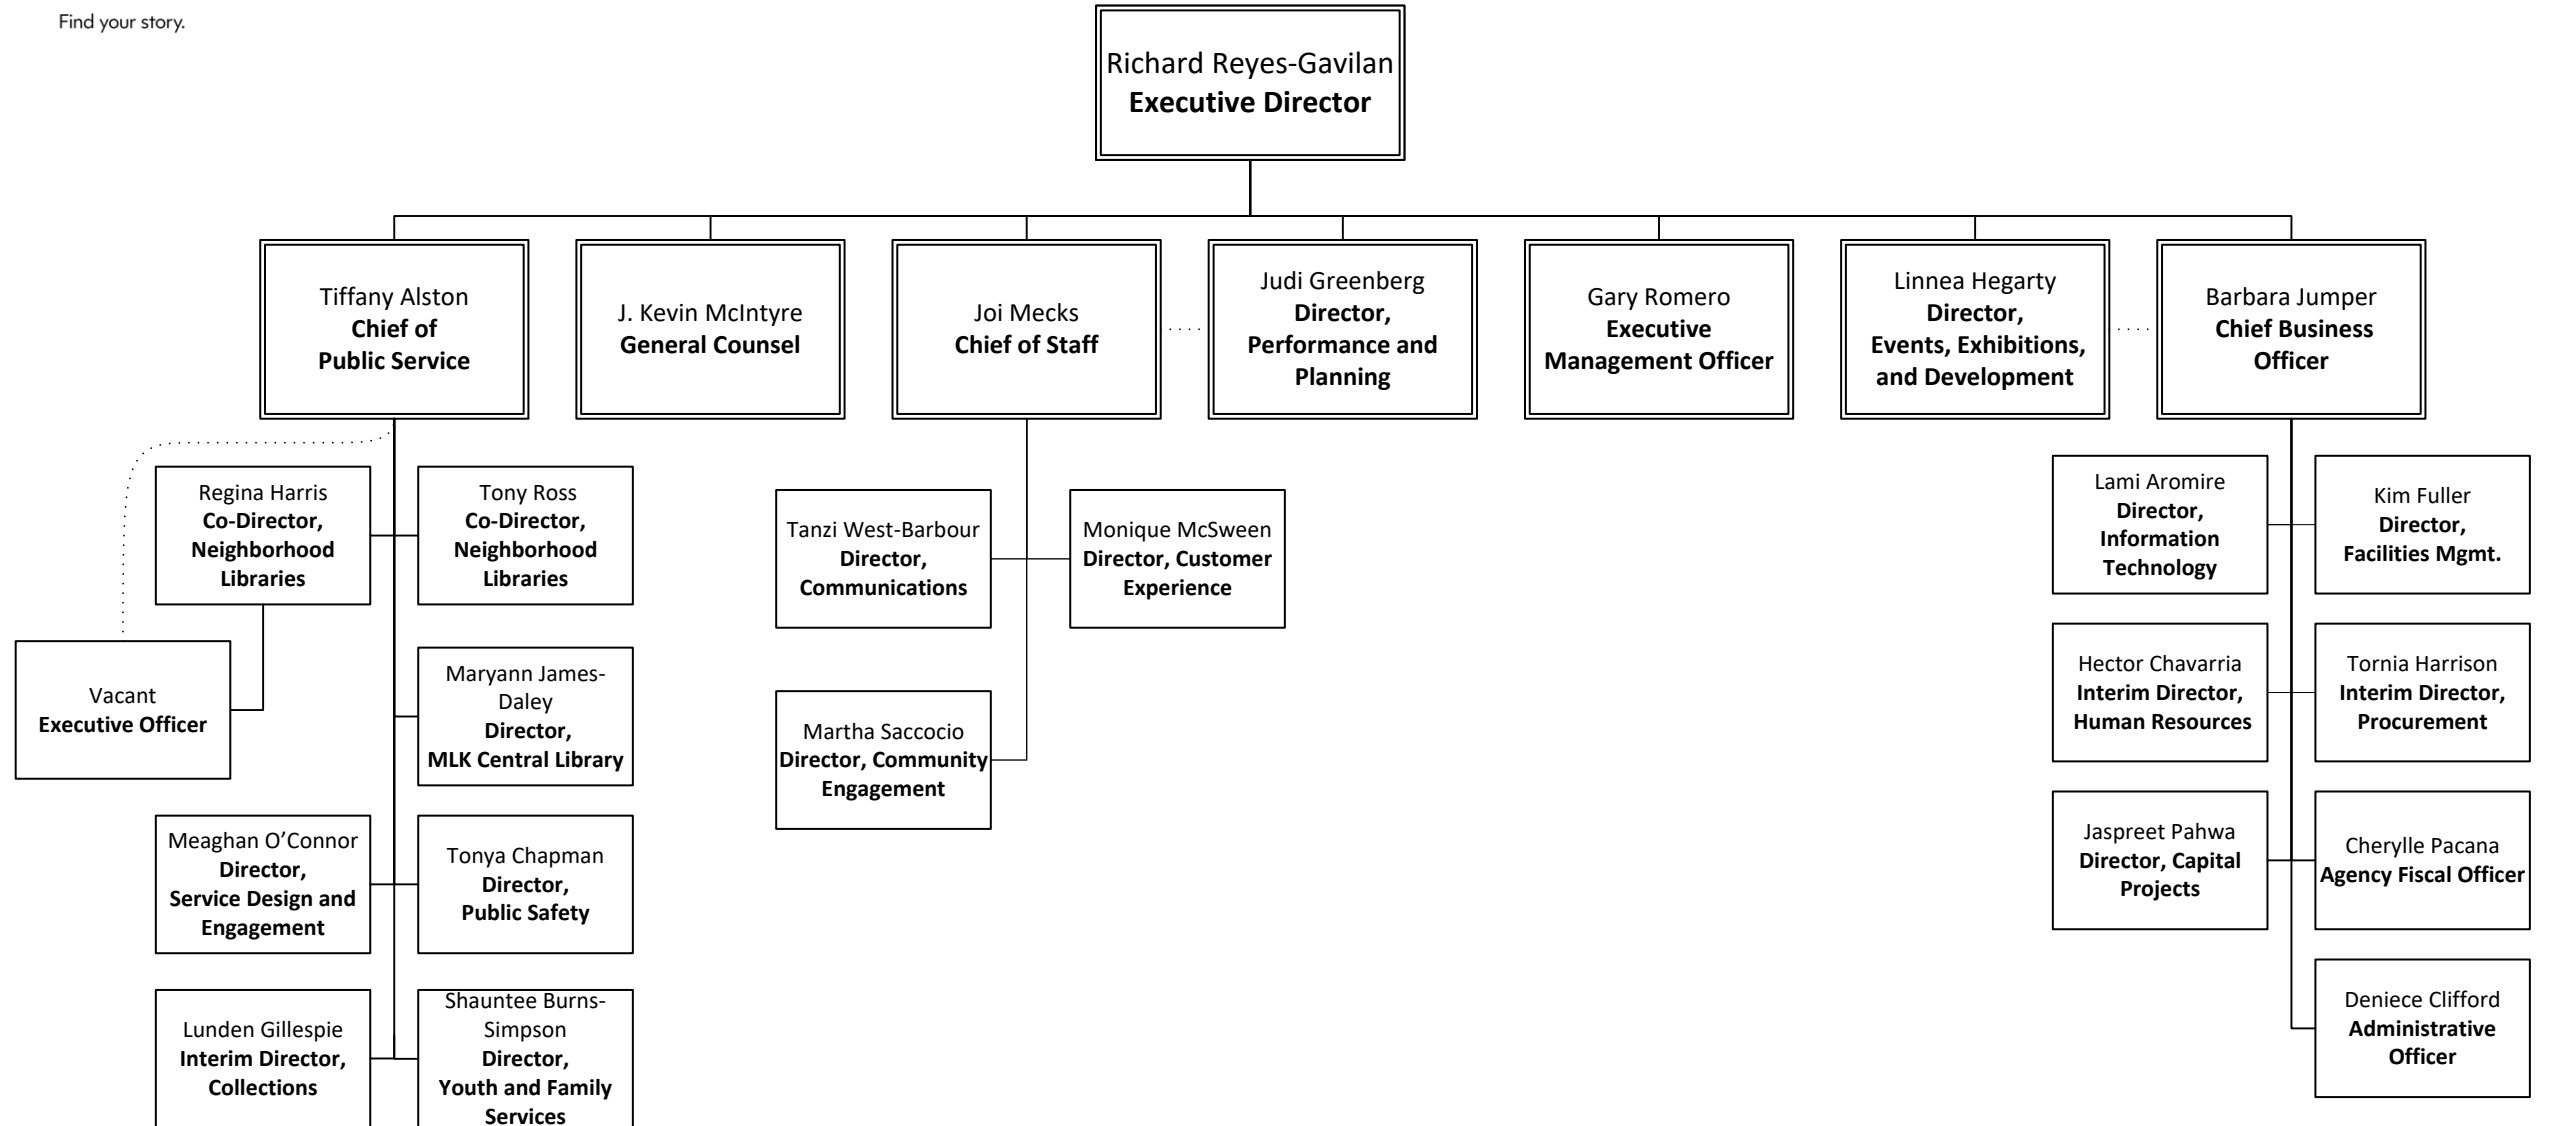 Find your story.
Richard Reyes-Gavilan
Executive Director
Tiffany Alston
Chief of
Public Service
J. Kevin McIntyre
General Counsel
Joi Mecks
Chief of Staff
Judi Greenberg
Director,
Performance and
Planning
Gary Romero
Executive
Management Officer
Linnea Hegarty
Director,
Events, Exhibitions,
and Development
Barbara Jumper
Chief Business
Officer
Regina Harris
Co-Director,
Neighborhood
Libraries
Tony Ross
Co-Director,
Neighborhood
Libraries
Vacant
Executive Officer
Maryann James-
Daley
Director,
MLK Central Library
Meaghan O’Connor
Director,
Service Design and
Engagement
Tonya Chapman
Director,
Public Safety
Lunden Gillespie
Interim Director,
Collections
Shauntee Burns-
Simpson
Director,
Youth and Family
Services
Tanzi West-Barbour
Director,
Communications
Monique McSween
Director, Customer
Experience
Martha Saccocio
Director, Community
Engagement
Lami Aromire
Director,
Information
Technology
Kim Fuller
Director,
Facilities Mgmt.
Hector Chavarria
Interim Director,
Human Resources
Tornia Harrison
Interim Director,
Procurement
Jaspreet Pahwa
Director, Capital
Projects
Cherylle Pacana
Agency Fiscal Officer
Deniece Clifford
Administrative
Officer